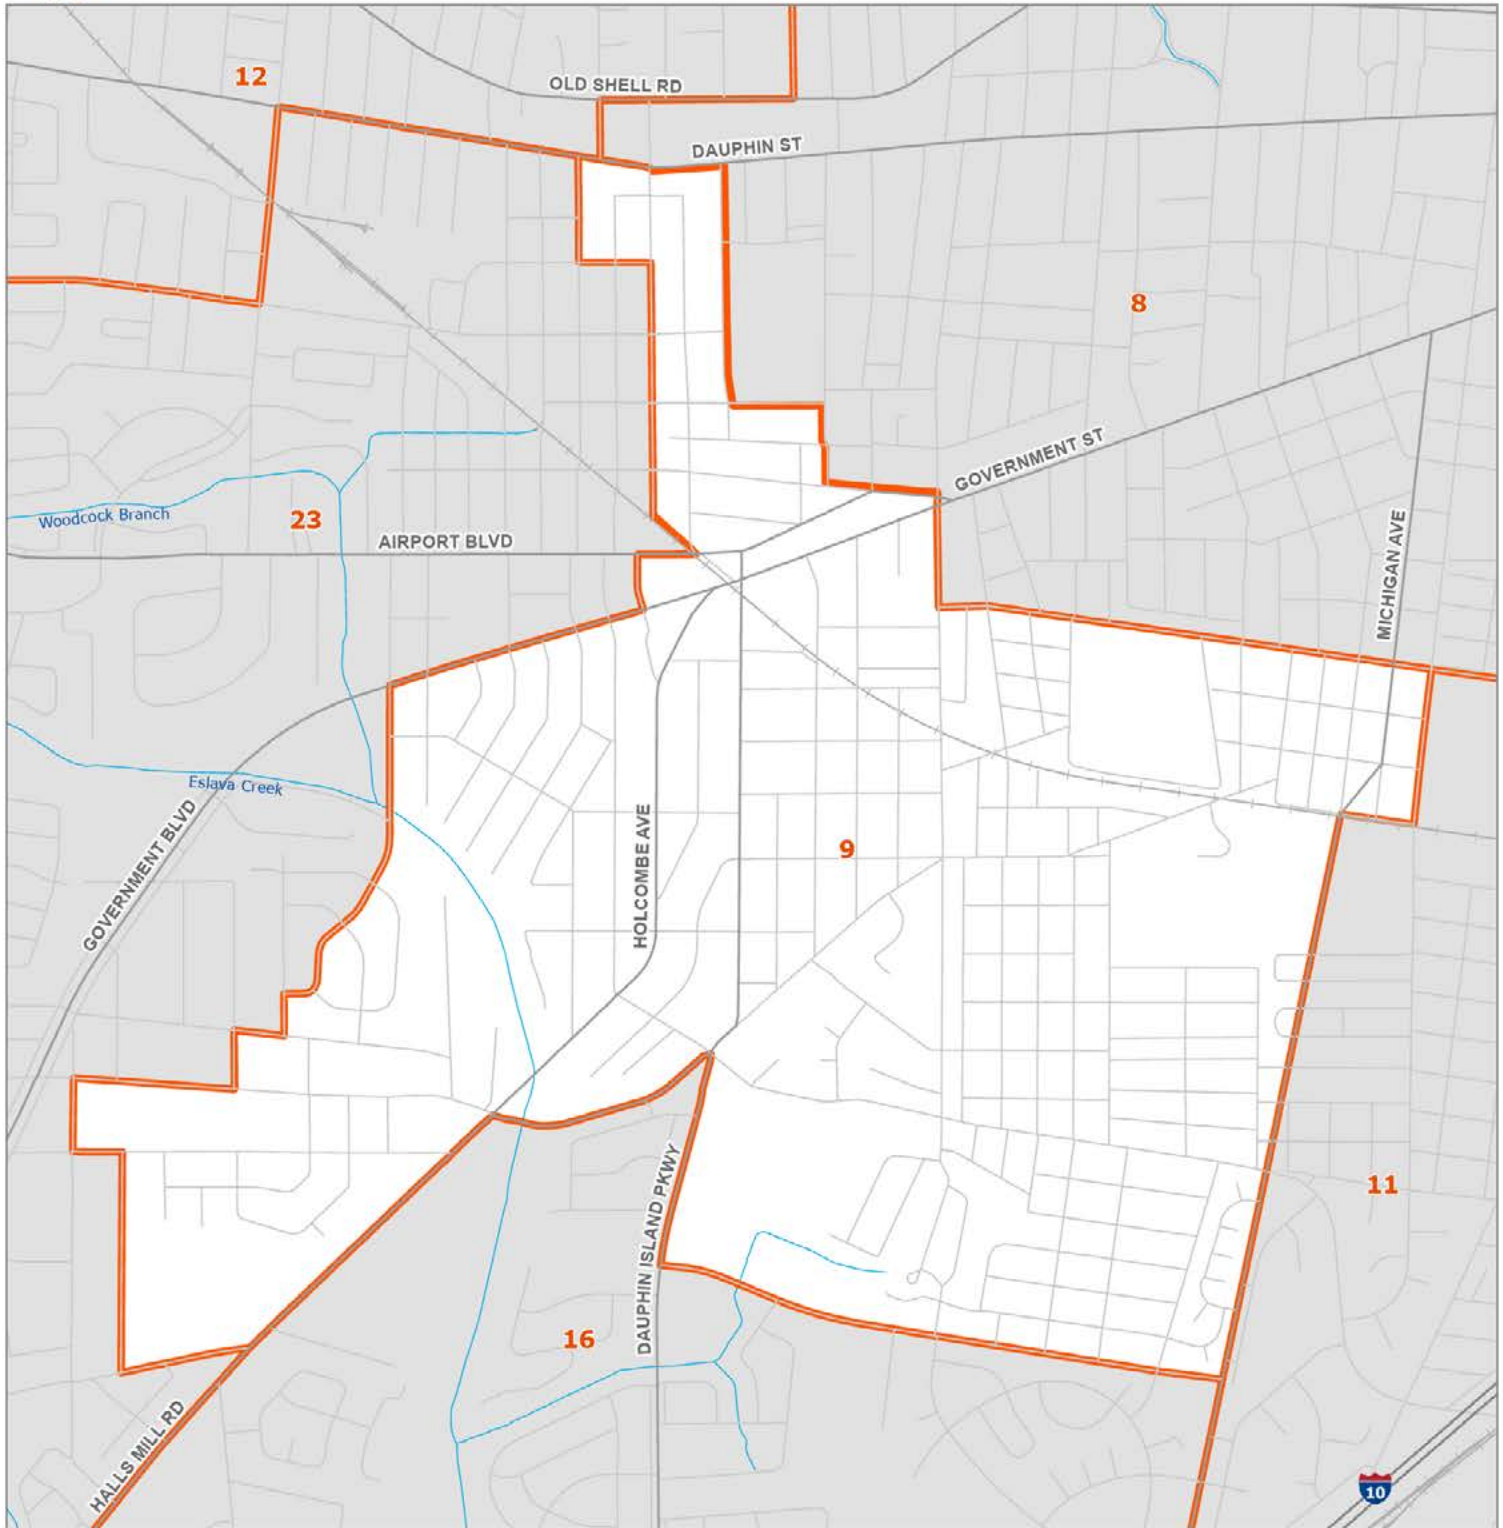 12
OLD SHELL RD
DAUPHIN ST
8
GOVERNMENT ST
Woodcock Branch
23
AIRPORT BLVD
MICHIGAN AVE
Eslava Creek
GOVERNMENT BLVD
HOLCOMBE AVE
9
DAUPHIN ISLAND PKWY
11
16
HALLS MILL RD
10